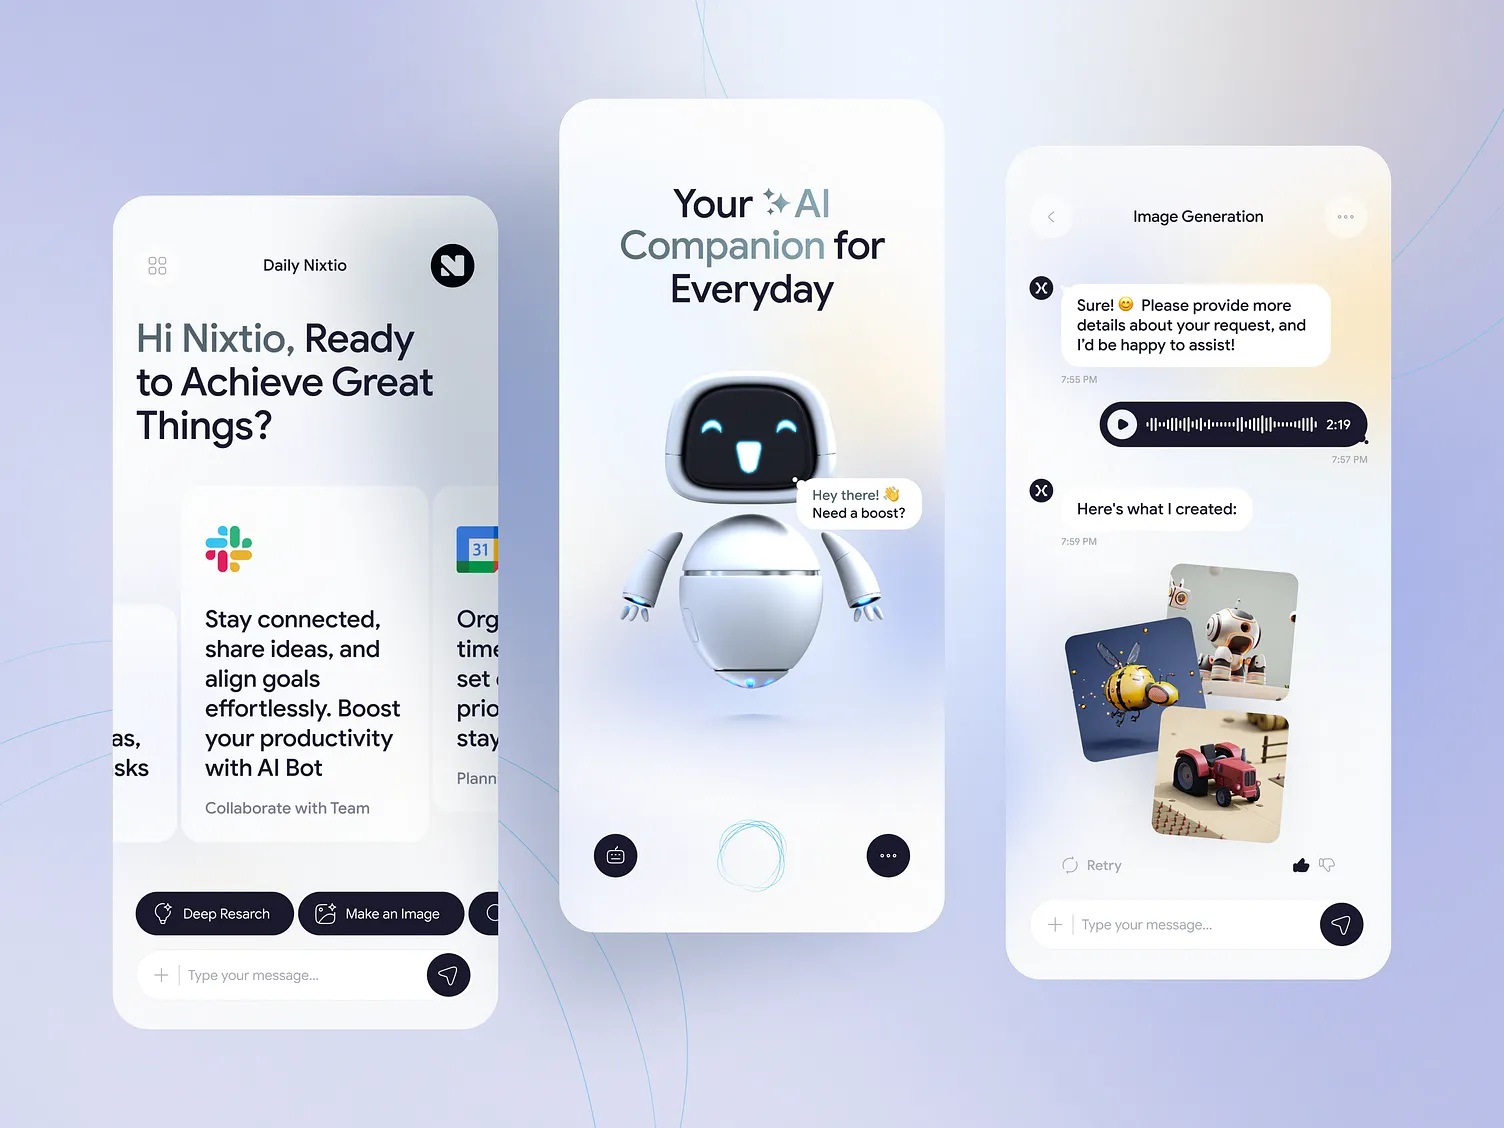 Daily Nixtio
Hi Nixtio, Ready
to Achieve Great
Things?
as,
sks
Stay connected,
share ideas, and
align goals
effortlessly. Boost
your productivity
with AI Bot
Collaborate with Team
31
Org
time
set
prio
stay
Plann
Deep Resarch
Make an Image
Type your message...
Your AI
Companion for
Everyday
Hey there! 👋
Need a boost?
Image Generation
Sure! 😊 Please provide more
details about your request, and
I'd be happy to assist!
7:55 PM
2:19
7:57 PM
Here's what I created:
7:59 PM
Retry
Type your message...